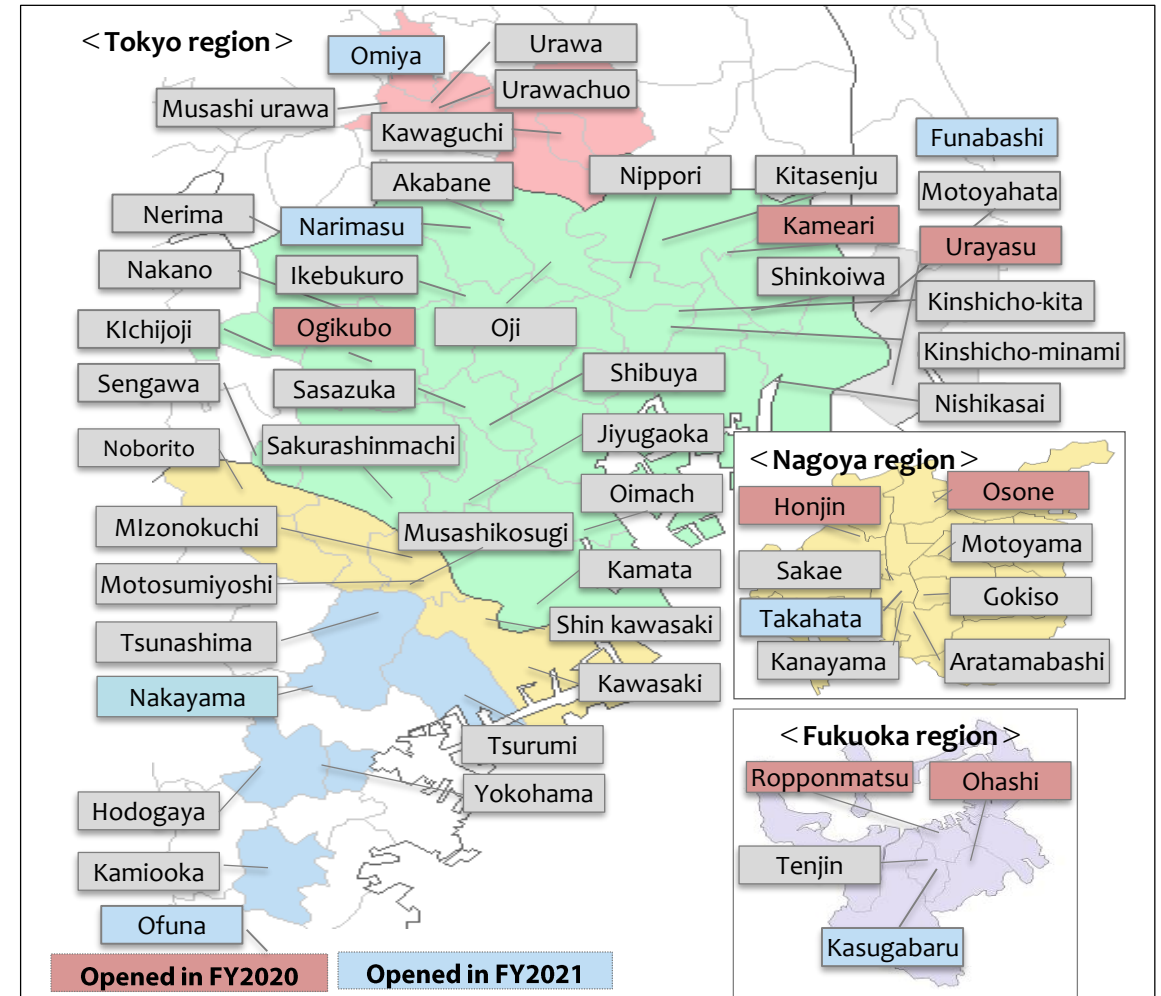 ＜Tokyo region＞
Omiya
Urawa
Urawachuo
Musashi urawa
Kawaguchi
Funabashi
Akabane
Nippori
Kitasenju
Motoyahata
Nerima
Narimasu
Kameari
Urayasu
Nakano
Ikebukuro
Shinkoiwa
Kinshicho-kita
KIchijoji
Ogikubo
Oji
Kinshicho-minami
Sengawa
Sasazuka
Shibuya
Nishikasai
Noborito
Sakurashinmachi
Jiyugaoka
Oimach
MIzonokuchi
Musashikosugi
Motosumiyoshi
Kamata
Tsunashima
Shin kawasaki
Nakayama
Kawasaki
Tsurumi
Hodogaya
Yokohama
Kamiooka
Ofuna
Opened in FY2020
Opened in FY2021
＜Nagoya region＞
Honjin
Osone
Sakae
Motoyama
Takahata
Gokiso
Kanayama
Aratamabashi
＜Fukuoka region＞
Ropponmatsu
Ohashi
Tenjin
Kasugabaru